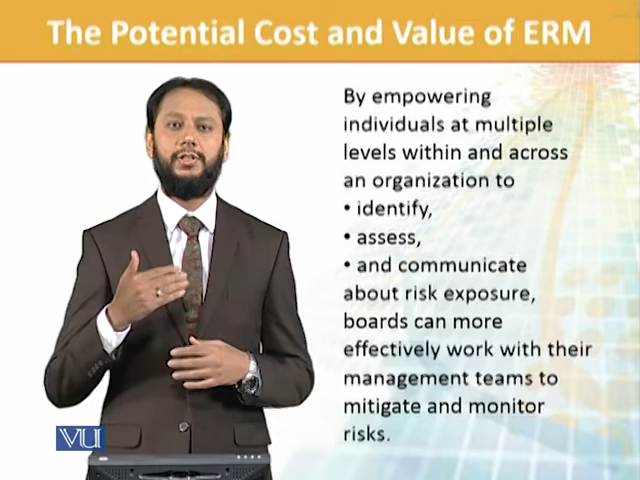 The Potential Cost and Value of ERM
By empowering
individuals at multiple
levels within and across
an organization to
• identify,
• assess,
• and communicate
about risk exposure,
boards can more
effectively work with their
management teams to
mitigate and monitor
risks.
VU